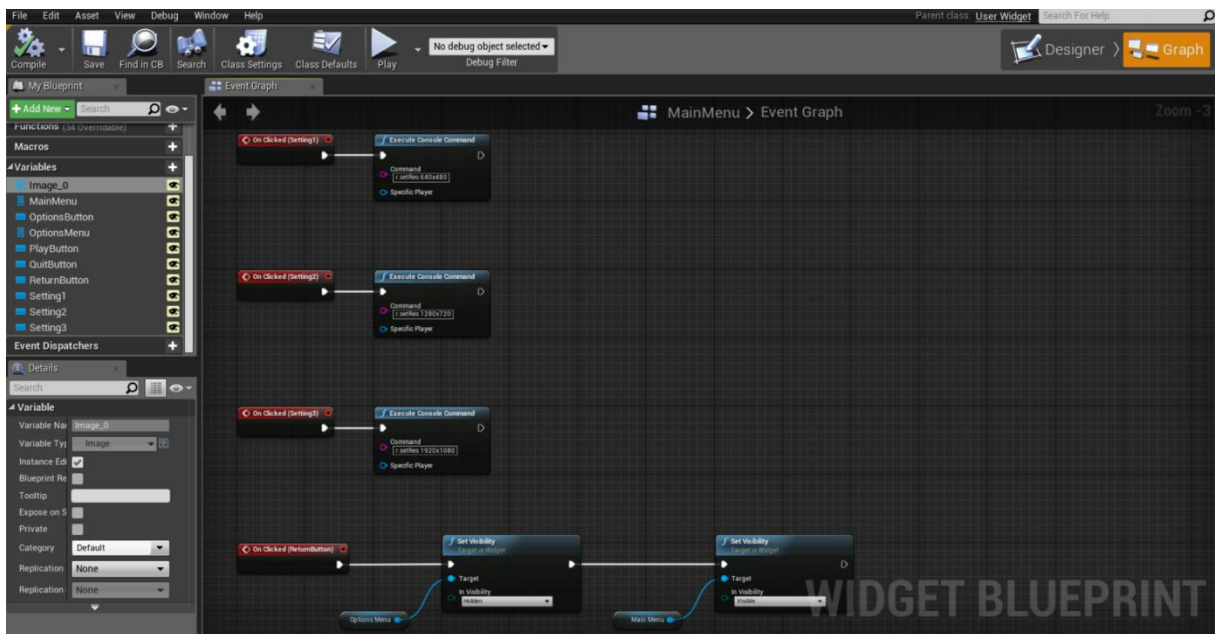 File Edit Asset View Debug Window Help
Parent class: User Widget Search For Help
Compile Save Find in CB Search Class Settings Class Defaults Play
No debug object selected
Debug Filter
Designer Graph
My Blueprint
Event Graph
+ Add New Search
MainMenu > Event Graph
Zoom -3
Functions (34 Overridable)
Macros
Variables
Image_0
MainMenu
OptionsButton
OptionsMenu
PlayButton
QuitButton
ReturnButton
Setting1
Setting2
Setting3
Event Dispatchers
Details
Search
Variable
Variable Nai Image_0
Variable Typ Image
Instance Edi
Blueprint Re
Tooltip
Expose on S
Private
Category Default
Replication None
Replication None
On Clicked (Setting1)
Execute Console Command
Command
r.setRes 640x480
Specific Player
On Clicked (Setting2)
Execute Console Command
Command
r.setRes 1280x720
Specific Player
On Clicked (Setting3)
Execute Console Command
Command
r.setRes 1920x1080
Specific Player
On Clicked (ReturnButton)
Set Visibility
Target is Widget
Target
In Visibility
Hidden
Options Menu
Set Visibility
Target is Widget
Target
In Visibility
Visible
Main Menu
WIDGET BLUEPRINT